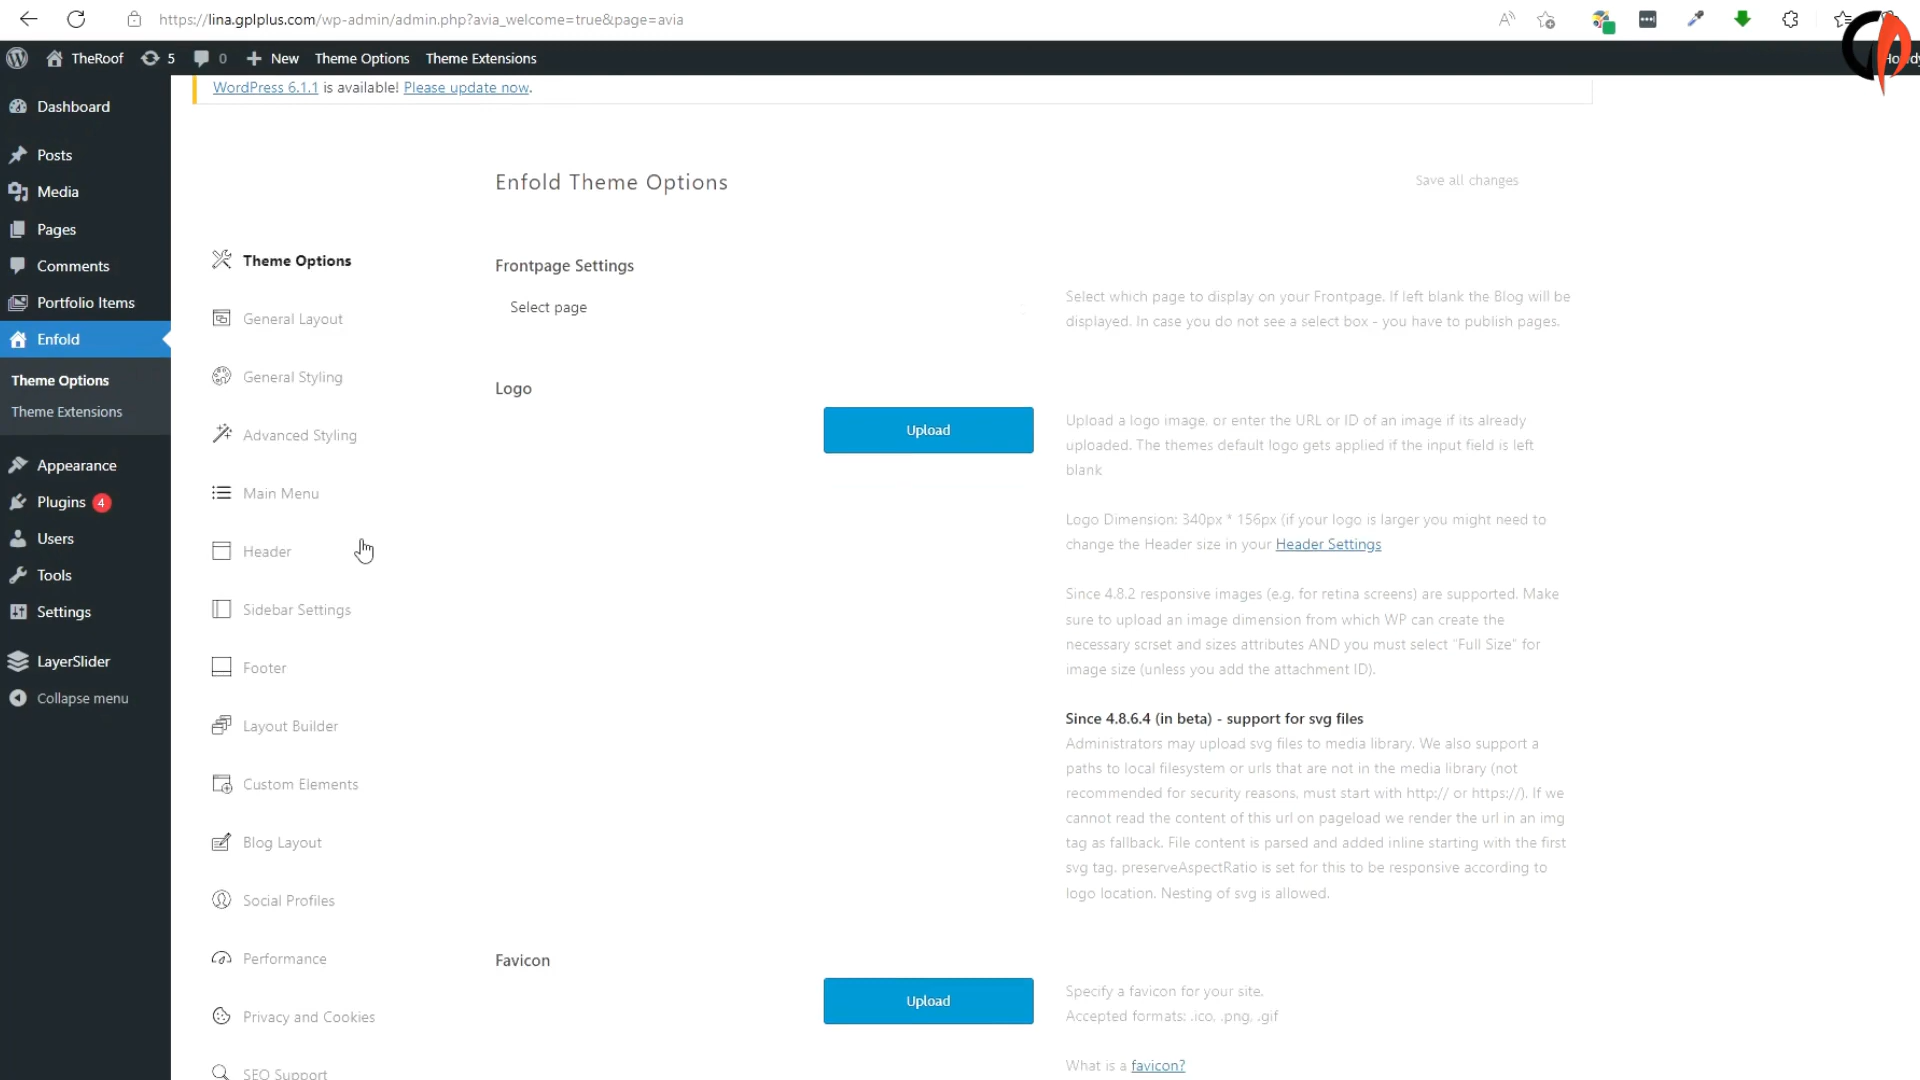 https://lina.gplplus.com/wp-admin/admin.php?avia_welcome=true&page=avia
TheRoof
5
0
New
Theme Options
Theme Extensions
WordPress 6.1.1 is available! Please update now.
Dashboard
Posts
Media
Pages
Comments
Portfolio Items
Enfold
Theme Options
Theme Extensions
Appearance
Plugins 4
Users
Tools
Settings
LayerSlider
Collapse menu
Enfold Theme Options
Save all changes
Theme Options
General Layout
General Styling
Advanced Styling
Main Menu
Header
Sidebar Settings
Footer
Layout Builder
Custom Elements
Blog Layout
Social Profiles
Performance
Privacy and Cookies
SEO Support
Frontpage Settings
Select page
Select which page to display on your Frontpage. If left blank the Blog will be
displayed. In case you do not see a select box - you have to publish pages.
Logo
Upload
Upload a logo image, or enter the URL or ID of an image if its already
uploaded. The themes default logo gets applied if the input field is left
blank
Logo Dimension: 340px * 156px (if your logo is larger you might need to
change the Header size in your Header Settings
Since 4.8.2 responsive images (e.g. for retina screens) are supported. Make
sure to upload an image dimension from which WP can create the
necessary scrset and sizes attributes AND you must select "Full Size" for
image size (unless you add the attachment ID).
Since 4.8.6.4 (in beta) - support for svg files
Administrators may upload svg files to media library. We also support a
paths to local filesystem or urls that are not in the media library (not
recommended for security reasons, must start with http:// or https://). If we
cannot read the content of this url on pageload we render the url in an img
tag as fallback. File content is parsed and added inline starting with the first
svg tag. preserveAspectRatio is set for this to be responsive according to
logo location. Nesting of svg is allowed.
Favicon
Upload
Specify a favicon for your site.
Accepted formats: .ico, .png, .gif
What is a favicon?